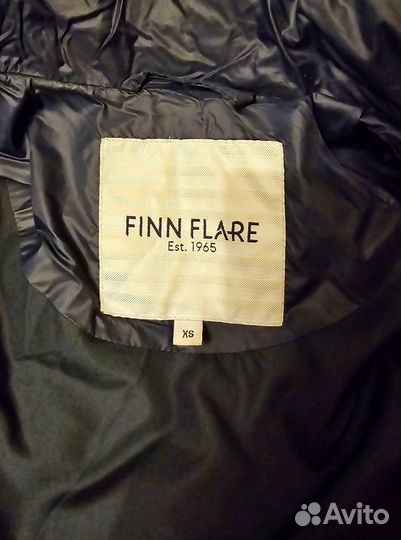 FINN FLARE
Est. 1965
XS
Avito